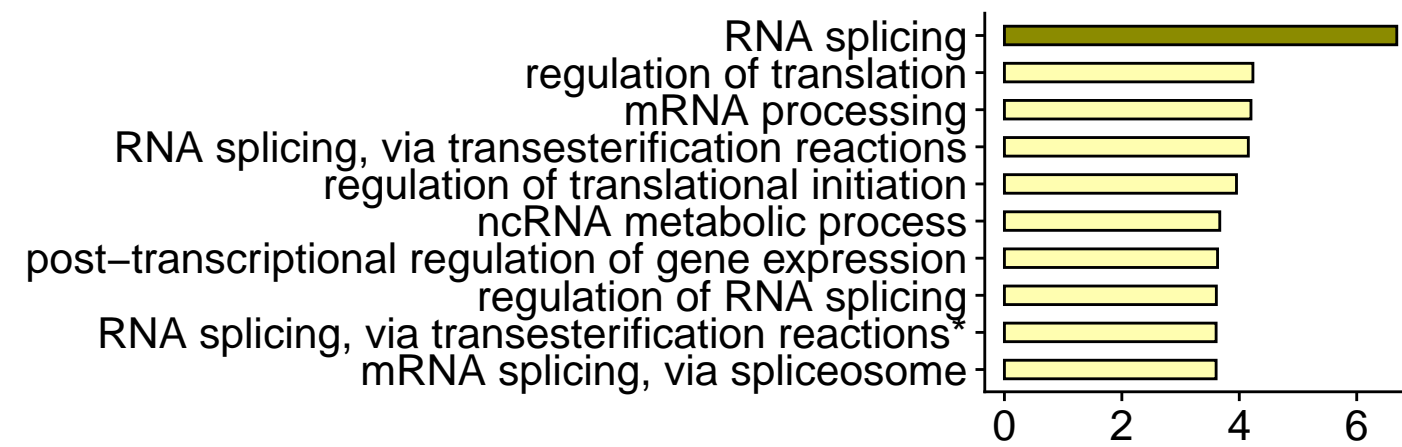 RNA splicing
regulation of translation
mRNA processing
RNA splicing, via transesterification reactions
regulation of translational initiation
ncRNA metabolic process
post−transcriptional regulation of gene expression
regulation of RNA splicing
RNA splicing, via transesterification reactions*
mRNA splicing, via spliceosome
0 2 4 6